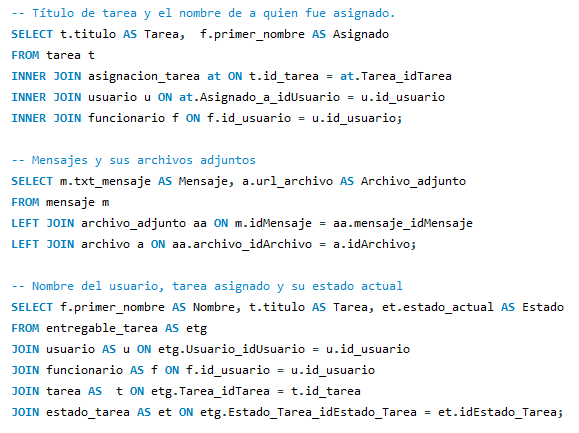 -- Título de tarea y el nombre de a quien fue asignado.
SELECT t.titulo AS Tarea,  f.primer_nombre AS Asignado
FROM tarea t
INNER JOIN asignacion_tarea at ON t.id_tarea = at.Tarea_idTarea
INNER JOIN usuario u ON at.Asignado_a_idUsuario = u.id_usuario
INNER JOIN funcionario f ON f.id_usuario = u.id_usuario;

-- Mensajes y sus archivos adjuntos
SELECT m.txt_mensaje AS Mensaje, a.url_archivo AS Archivo_adjunto
FROM mensaje m
LEFT JOIN archivo_adjunto aa ON m.idMensaje = aa.mensaje_idMensaje
LEFT JOIN archivo a ON aa.archivo_idArchivo = a.idArchivo;

-- Nombre del usuario, tarea asignado y su estado actual
SELECT f.primer_nombre AS Nombre, t.titulo AS Tarea, et.estado_actual AS Estado
FROM entregable_tarea AS etg
JOIN usuario AS u ON etg.Usuario_idUsuario = u.id_usuario
JOIN funcionario AS f ON f.id_usuario = u.id_usuario
JOIN tarea AS  t ON etg.Tarea_idTarea = t.id_tarea
JOIN estado_tarea AS et ON etg.Estado_Tarea_idEstado_Tarea = et.idEstado_Tarea;